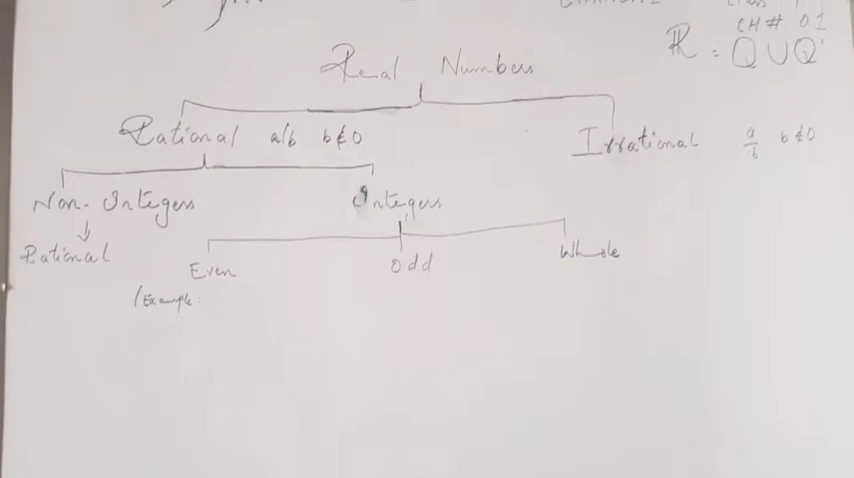 CH# 01
ℝ = Q ∪ Q'
Real Numbers
Rational a/b b≠0
Irrational a/b b≠0
Non-Integers Integers
Rational
Even Odd Whole
(Example: